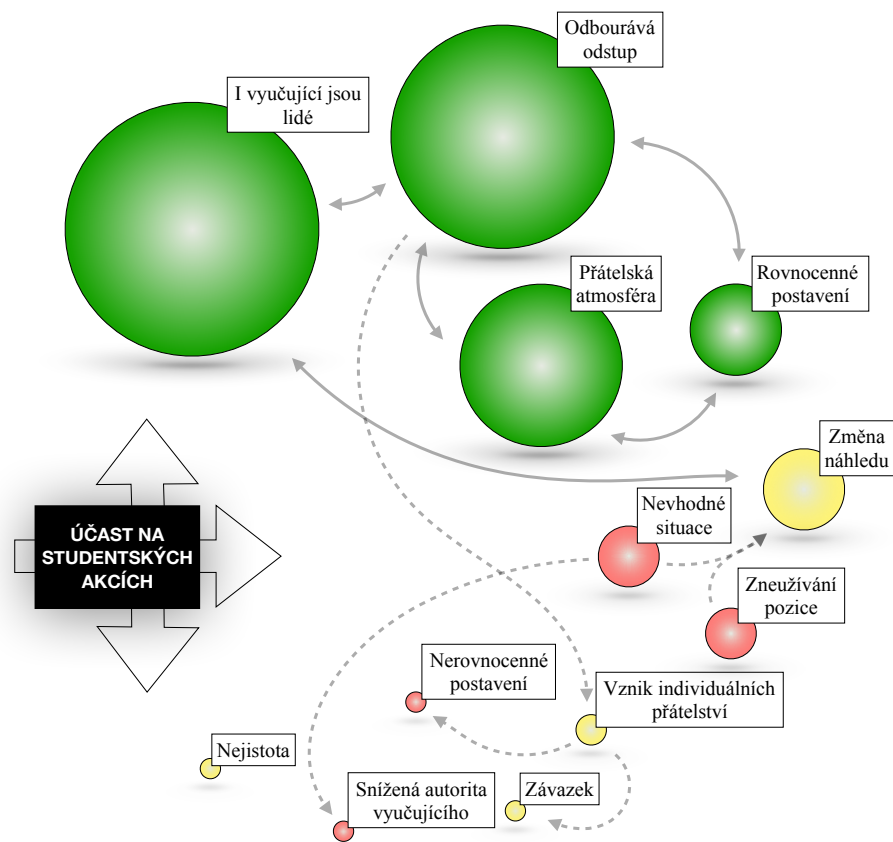 Odbourává
odstup
I vyučující jsou
lidé
Přátelská
atmosféra
Rovnocenné
postavení
Změna
náhledu
Nevhodné
situace
ÚČAST NA
STUDENTSKÝCH
AKCÍCH
Zneužívání
pozice
Nerovnocenné
postavení
Vznik individuálních
přátelství
Nejistota
Snížená autorita
vyučujícího
Závazek